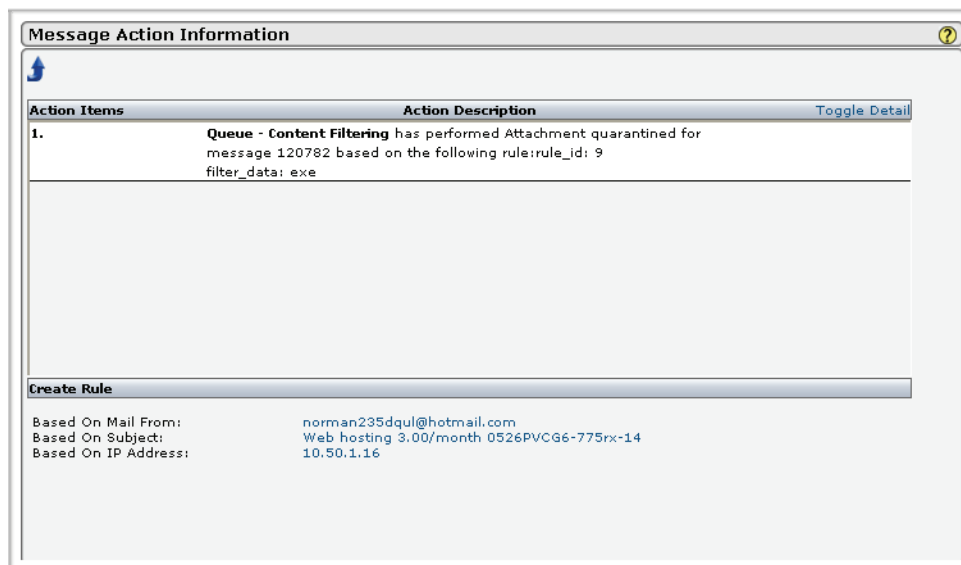 Message Action Information
?
Action Items Action Description Toggle Detail
1. Queue - Content Filtering has performed Attachment quarantined for
message 120782 based on the following rule:rule_id: 9
filter_data: exe
Create Rule
Based On Mail From: norman235dqul@hotmail.com
Based On Subject: Web hosting 3.00/month 0526PVCG6-775rx-14
Based On IP Address: 10.50.1.16